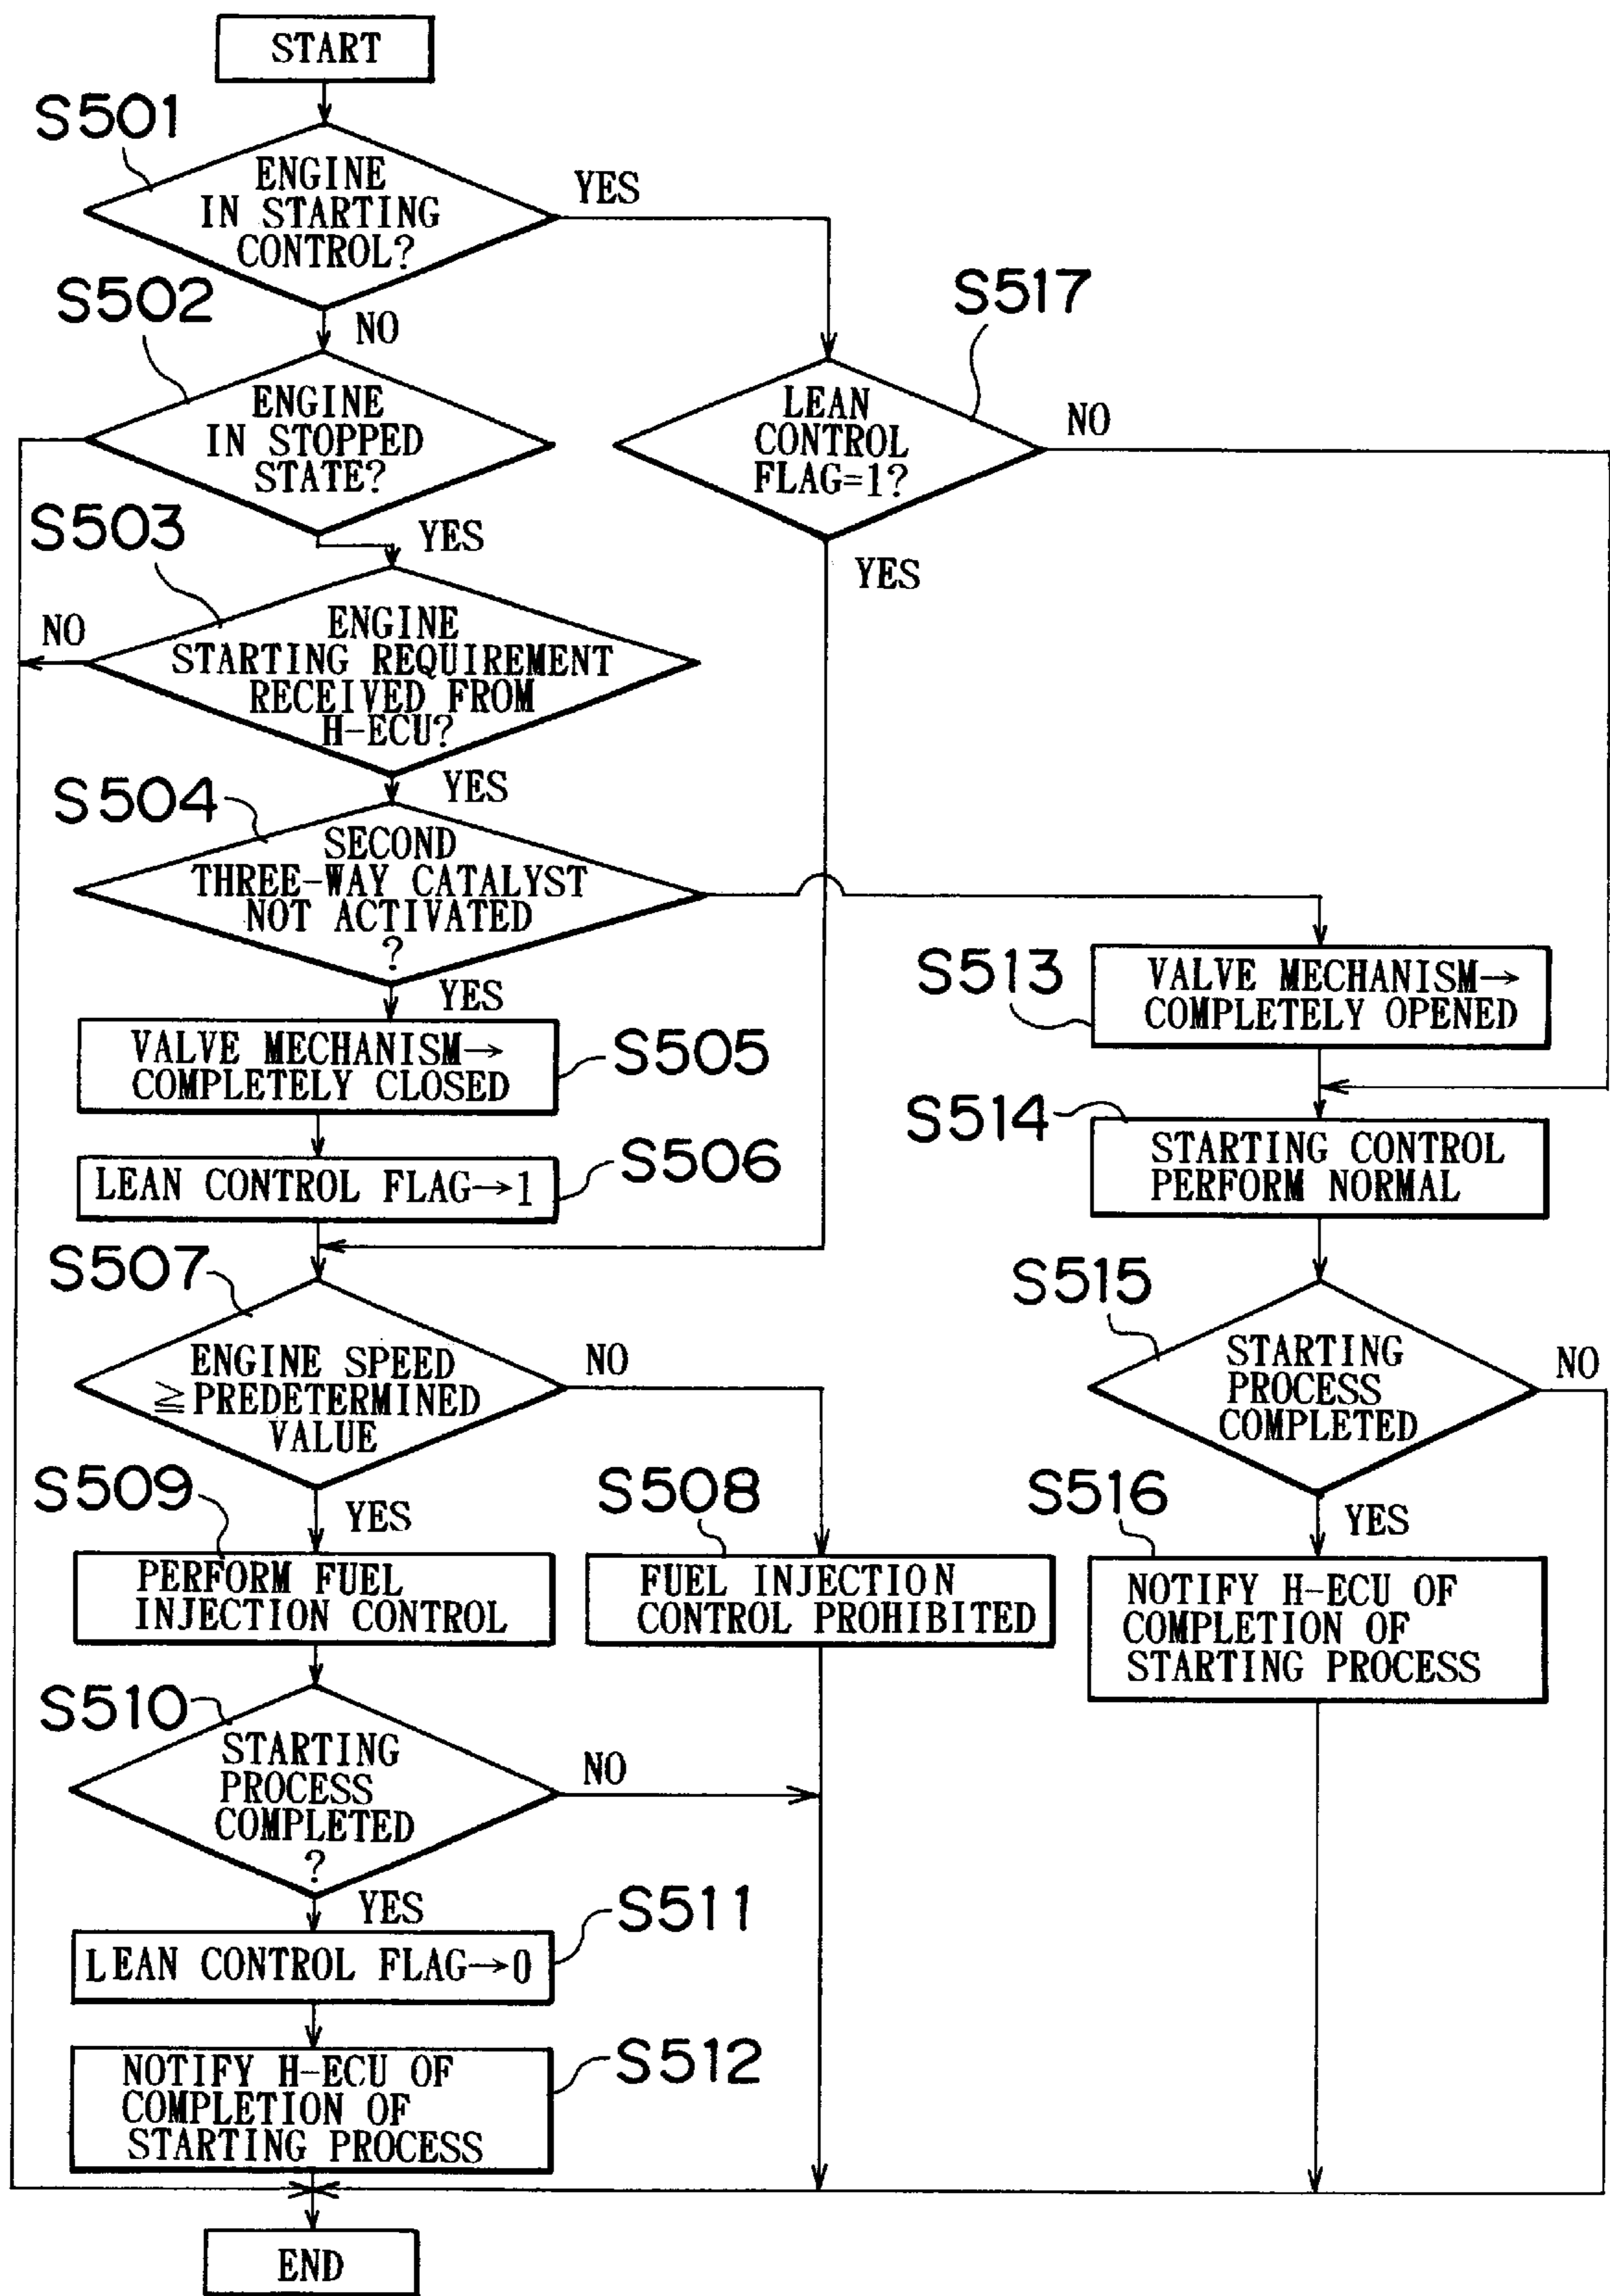 START
S501
ENGINE
IN STARTING
CONTROL?
YES
NO
S502
ENGINE
IN STOPPED
STATE?
YES
S517
LEAN
CONTROL
FLAG=1?
NO
YES
S503
NO
ENGINE
STARTING REQUIREMENT
RECEIVED FROM
H-ECU?
YES
S504
SECOND
THREE-WAY CATALYST
NOT ACTIVATED
?
YES
VALVE MECHANISM→
COMPLETELY CLOSED
S505
LEAN CONTROL FLAG→1
S506
S513
VALVE MECHANISM→
COMPLETELY OPENED
S514
STARTING CONTROL
PERFORM NORMAL
S507
ENGINE SPEED
≧PREDETERMINED
VALUE
NO
YES
S515
STARTING
PROCESS
COMPLETED
NO
YES
S509
PERFORM FUEL
INJECTION CONTROL
S508
FUEL INJECTION
CONTROL PROHIBITED
S516
NOTIFY H-ECU OF
COMPLETION OF
STARTING PROCESS
S510
STARTING
PROCESS
COMPLETED
?
NO
YES
LEAN CONTROL FLAG→0
S511
NOTIFY H-ECU OF
COMPLETION OF
STARTING PROCESS
S512
END